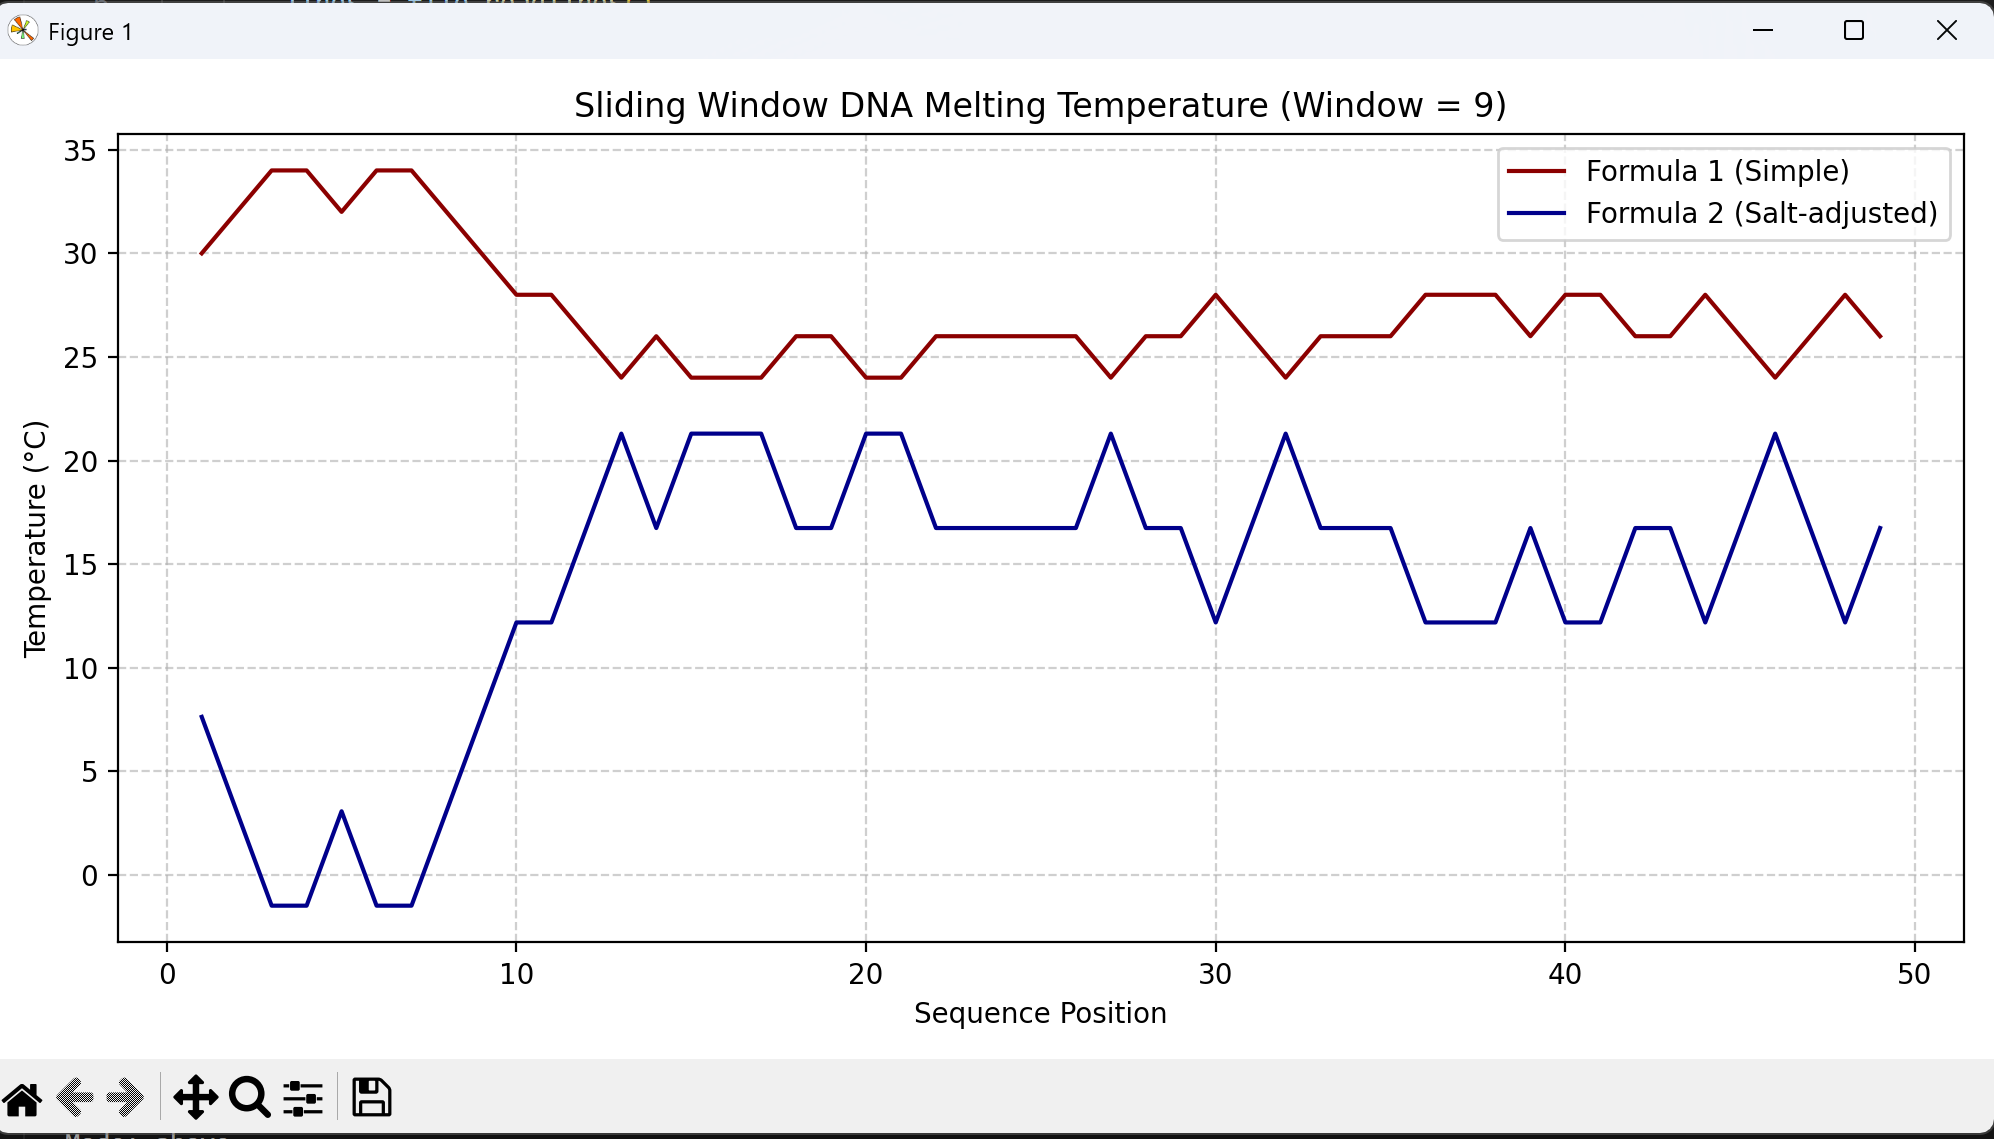 Figure 1
Sliding Window DNA Melting Temperature (Window = 9)
35
30
25
20
15
10
5
0
Temperature (°C)
Formula 1 (Simple)
Formula 2 (Salt-adjusted)
0 10 20 30 40 50
Sequence Position